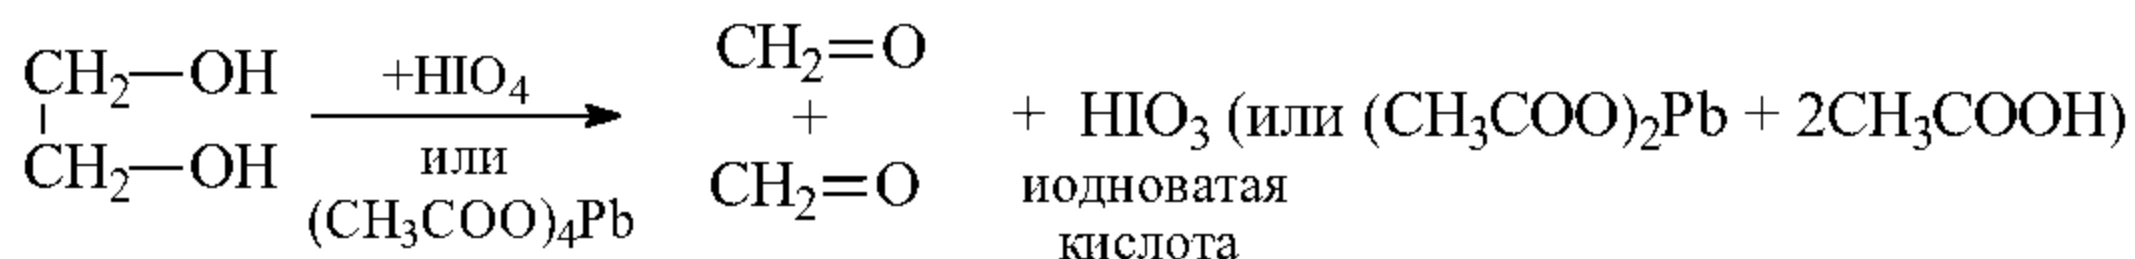 CH₂—OH
CH₂—OH
+HIO₄
или
(CH₃COO)₄Pb
CH₂=O
+
CH₂=O
+ HIO₃ (или (CH₃COO)₂Pb + 2CH₃COOH)
иодноватая
кислота